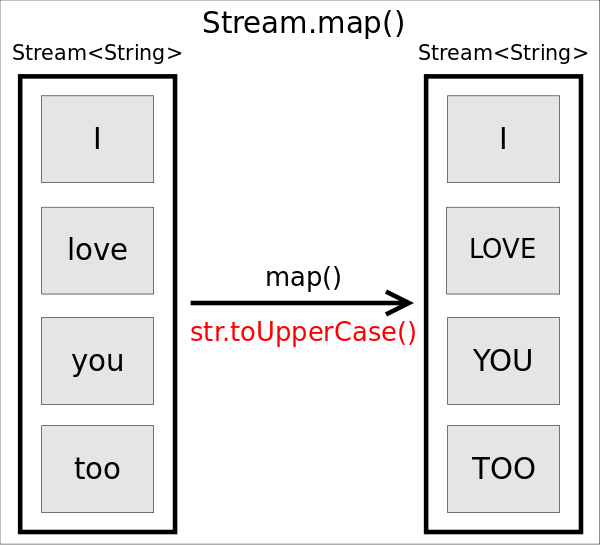 Stream.map()
Stream<String>
I
love
you
too
map()
str.toUpperCase()
Stream<String>
I
LOVE
YOU
TOO